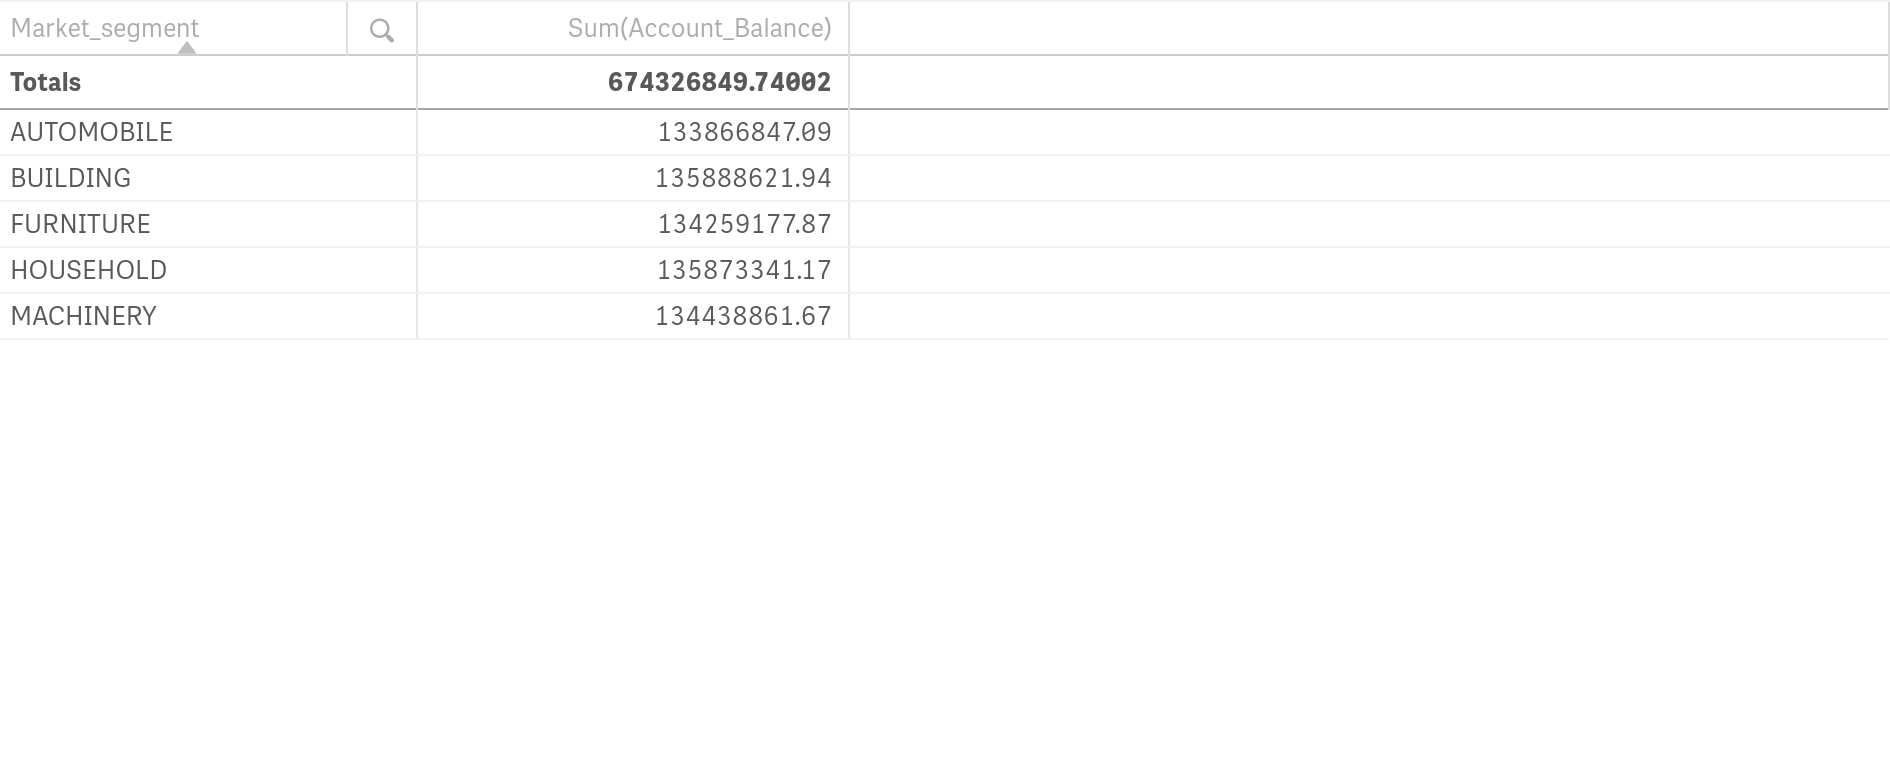 Market_segment Sum(Account_Balance)
Totals 674326849.74002
AUTOMOBILE 133866847.09
BUILDING 135888621.94
FURNITURE 134259177.87
HOUSEHOLD 135873341.17
MACHINERY 134438861.67